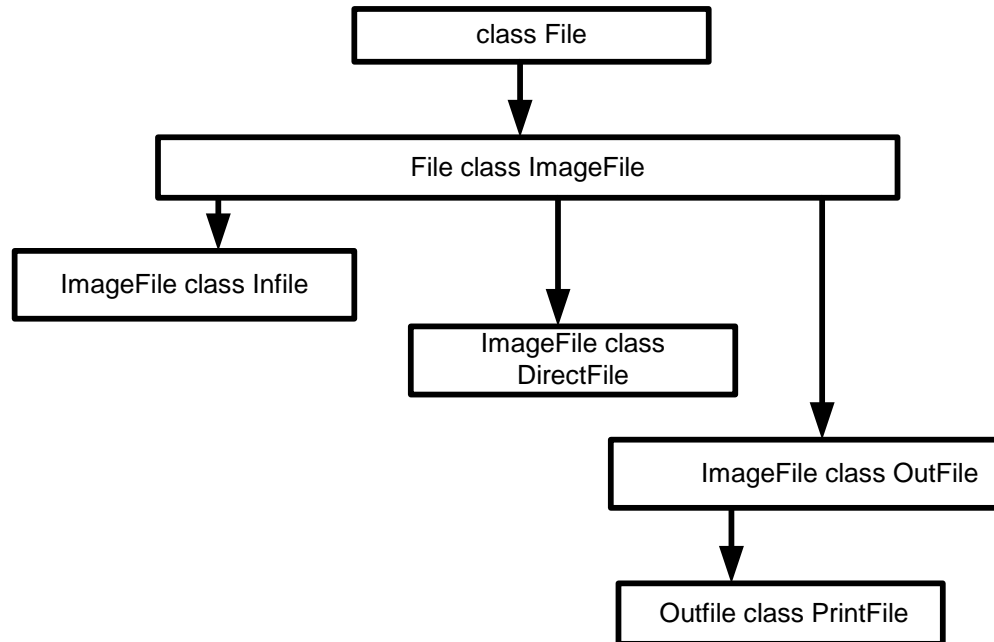 class File
File class ImageFile
ImageFile class Infile
ImageFile class
DirectFile
ImageFile class OutFile
Outfile class PrintFile